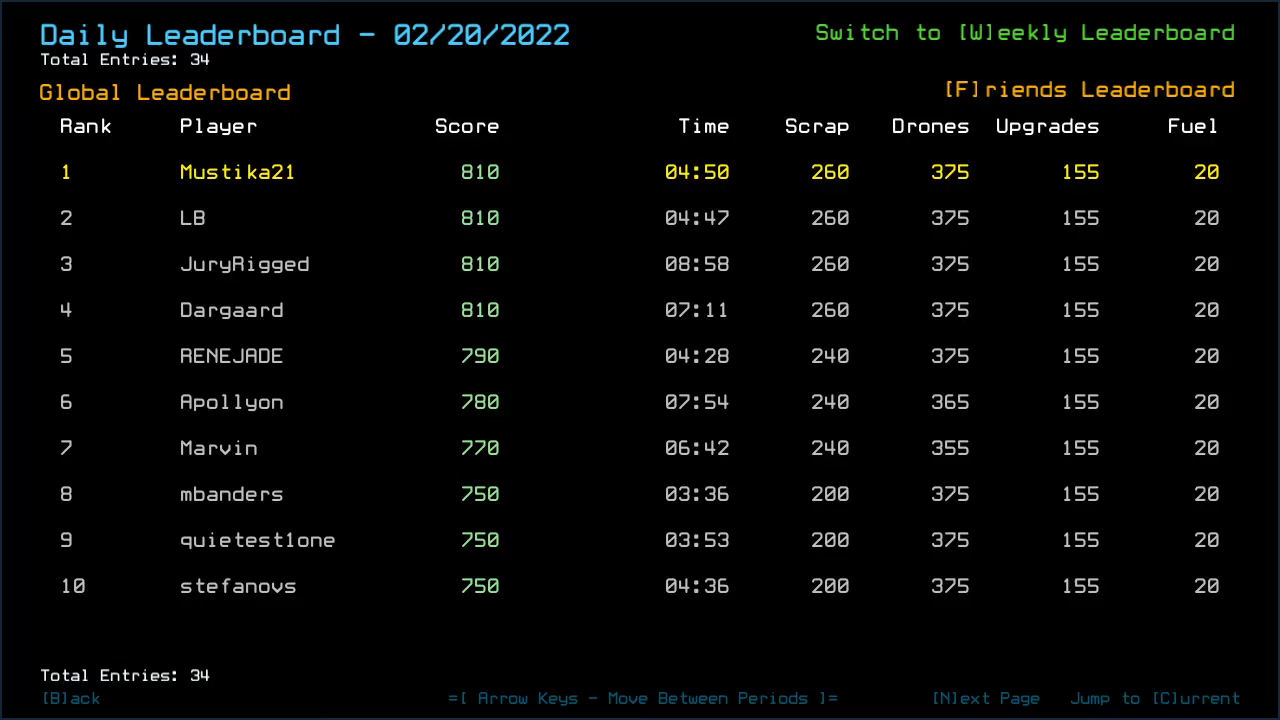 Daily Leaderboard - 02/20/2022 Switch to [W]eekly Leaderboard
Total Entries: 34
Global Leaderboard [F]riends Leaderboard
Rank Player Score Time Scrap Drones Upgrades Fuel
1 Mustika21 810 04:50 260 375 155 20
2 LB 810 04:47 260 375 155 20
3 JuryRigged 810 08:58 260 375 155 20
4 Dargaard 810 07:11 260 375 155 20
5 RENEJADE 790 04:28 240 375 155 20
6 Apollyon 780 07:54 240 365 155 20
7 Marvin 770 06:42 240 355 155 20
8 mbanders 750 03:36 200 375 155 20
9 quietest1one 750 03:53 200 375 155 20
10 stefanovs 750 04:36 200 375 155 20
Total Entries: 34
[B]ack =[ Arrow Keys - Move Between Periods ]= [N]ext Page Jump to [C]urrent